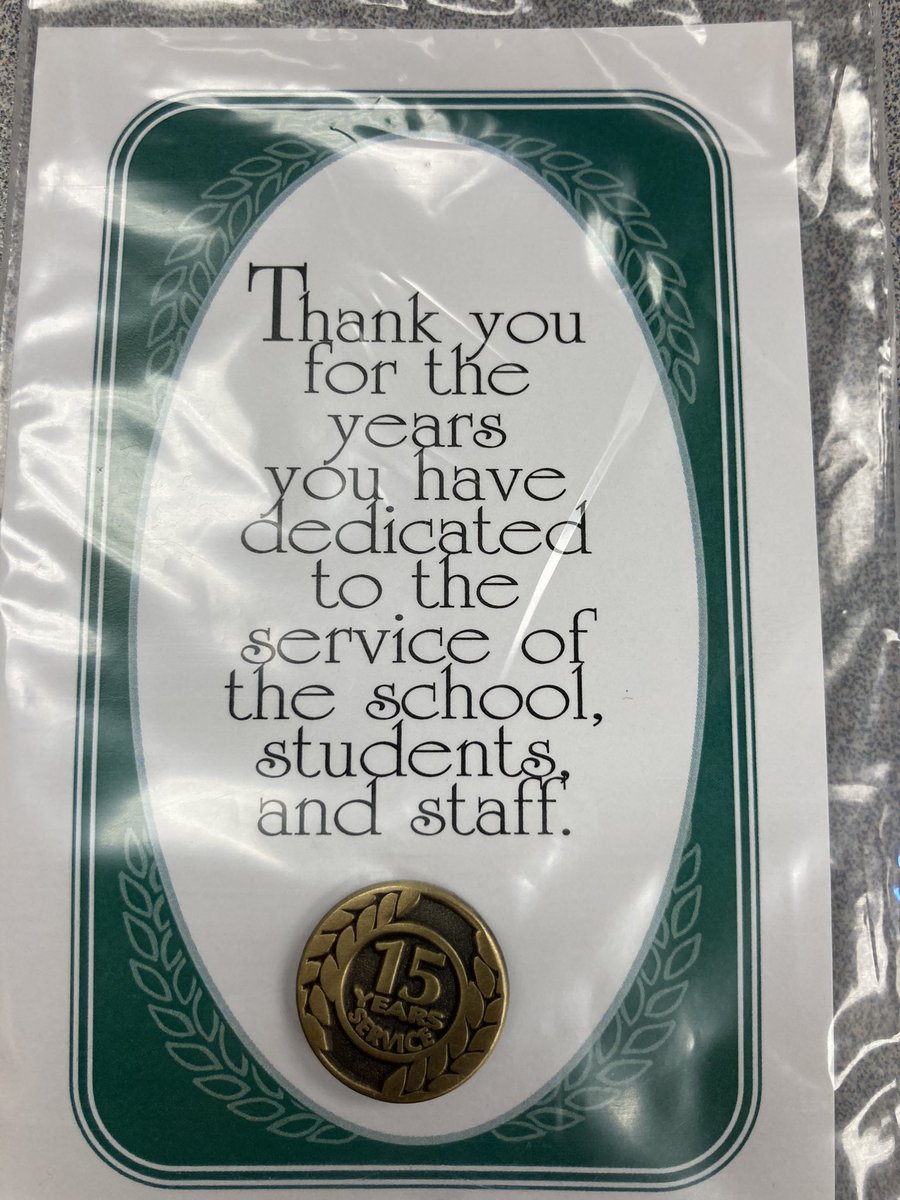 Thank you
for the
years
you have
dedicated
to the
service of
the school,
students,
and staff.
15
YEARS
SERVICE